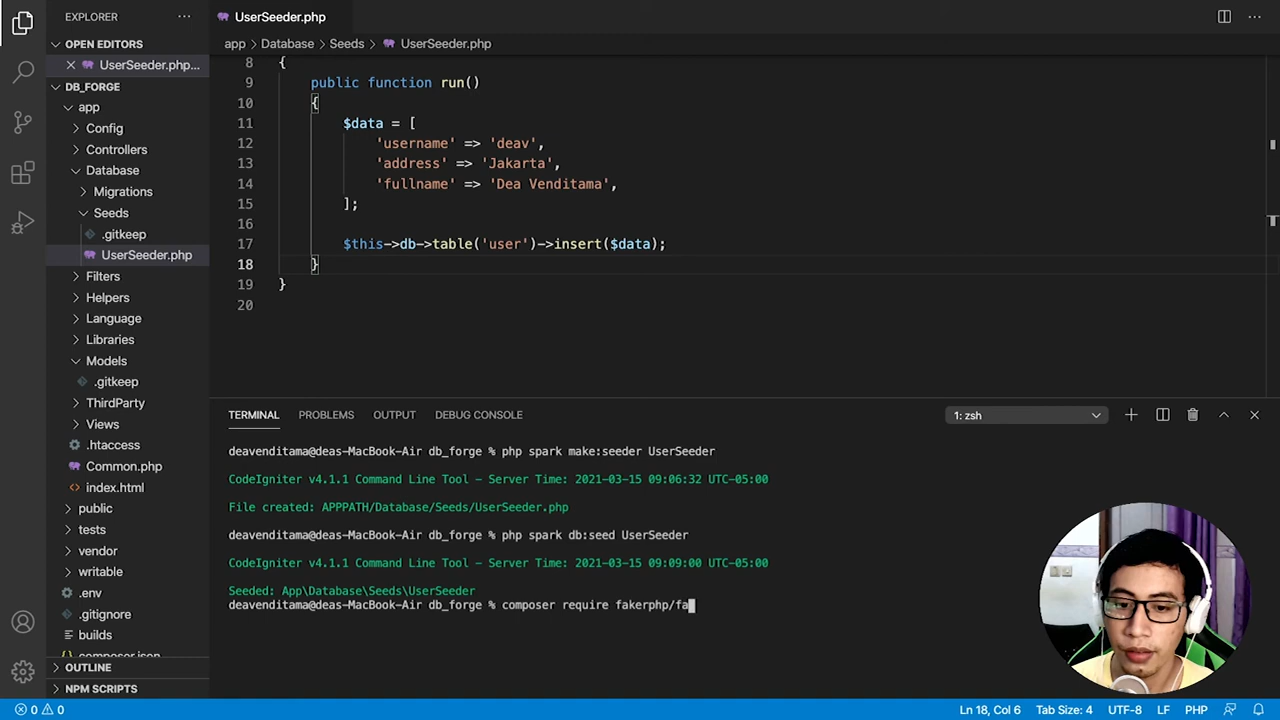 EXPLORER
OPEN EDITORS
UserSeeder.php...
DB_FORGE
app
Config
Controllers
Database
Migrations
Seeds
.gitkeep
UserSeeder.php
Filters
Helpers
Language
Libraries
Models
.gitkeep
ThirdParty
Views
.htaccess
Common.php
index.html
public
tests
vendor
writable
.env
.gitignore
builds
composer.json
OUTLINE
NPM SCRIPTS
UserSeeder.php
app > Database > Seeds > UserSeeder.php
8 {
9 public function run()
10 {
11 $data = [
12 'username' => 'deav',
13 'address' => 'Jakarta',
14 'fullname' => 'Dea Venditama',
15 ];
16
17 $this->db->table('user')->insert($data);
18 }
19 }
20
TERMINAL PROBLEMS OUTPUT DEBUG CONSOLE 1: zsh
deavenditama@deas-MacBook-Air db_forge % php spark make:seeder UserSeeder
CodeIgniter v4.1.1 Command Line Tool - Server Time: 2021-03-15 09:06:32 UTC-05:00
File created: APPPATH/Database/Seeds/UserSeeder.php
deavenditama@deas-MacBook-Air db_forge % php spark db:seed UserSeeder
CodeIgniter v4.1.1 Command Line Tool - Server Time: 2021-03-15 09:09:00 UTC-05:00
Seeded: App\Database\Seeds\UserSeeder
deavenditama@deas-MacBook-Air db_forge % composer require fakerphp/fa
0 0 Ln 18, Col 6 Tab Size: 4 UTF-8 LF PHP